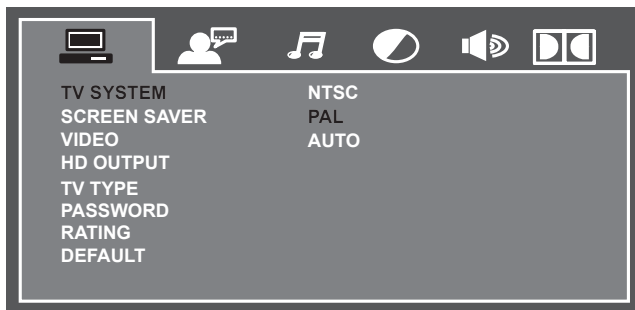 TV SYSTEM NTSC
SCREEN SAVER PAL
VIDEO AUTO
HD OUTPUT
TV TYPE
PASSWORD
RATING
DEFAULT